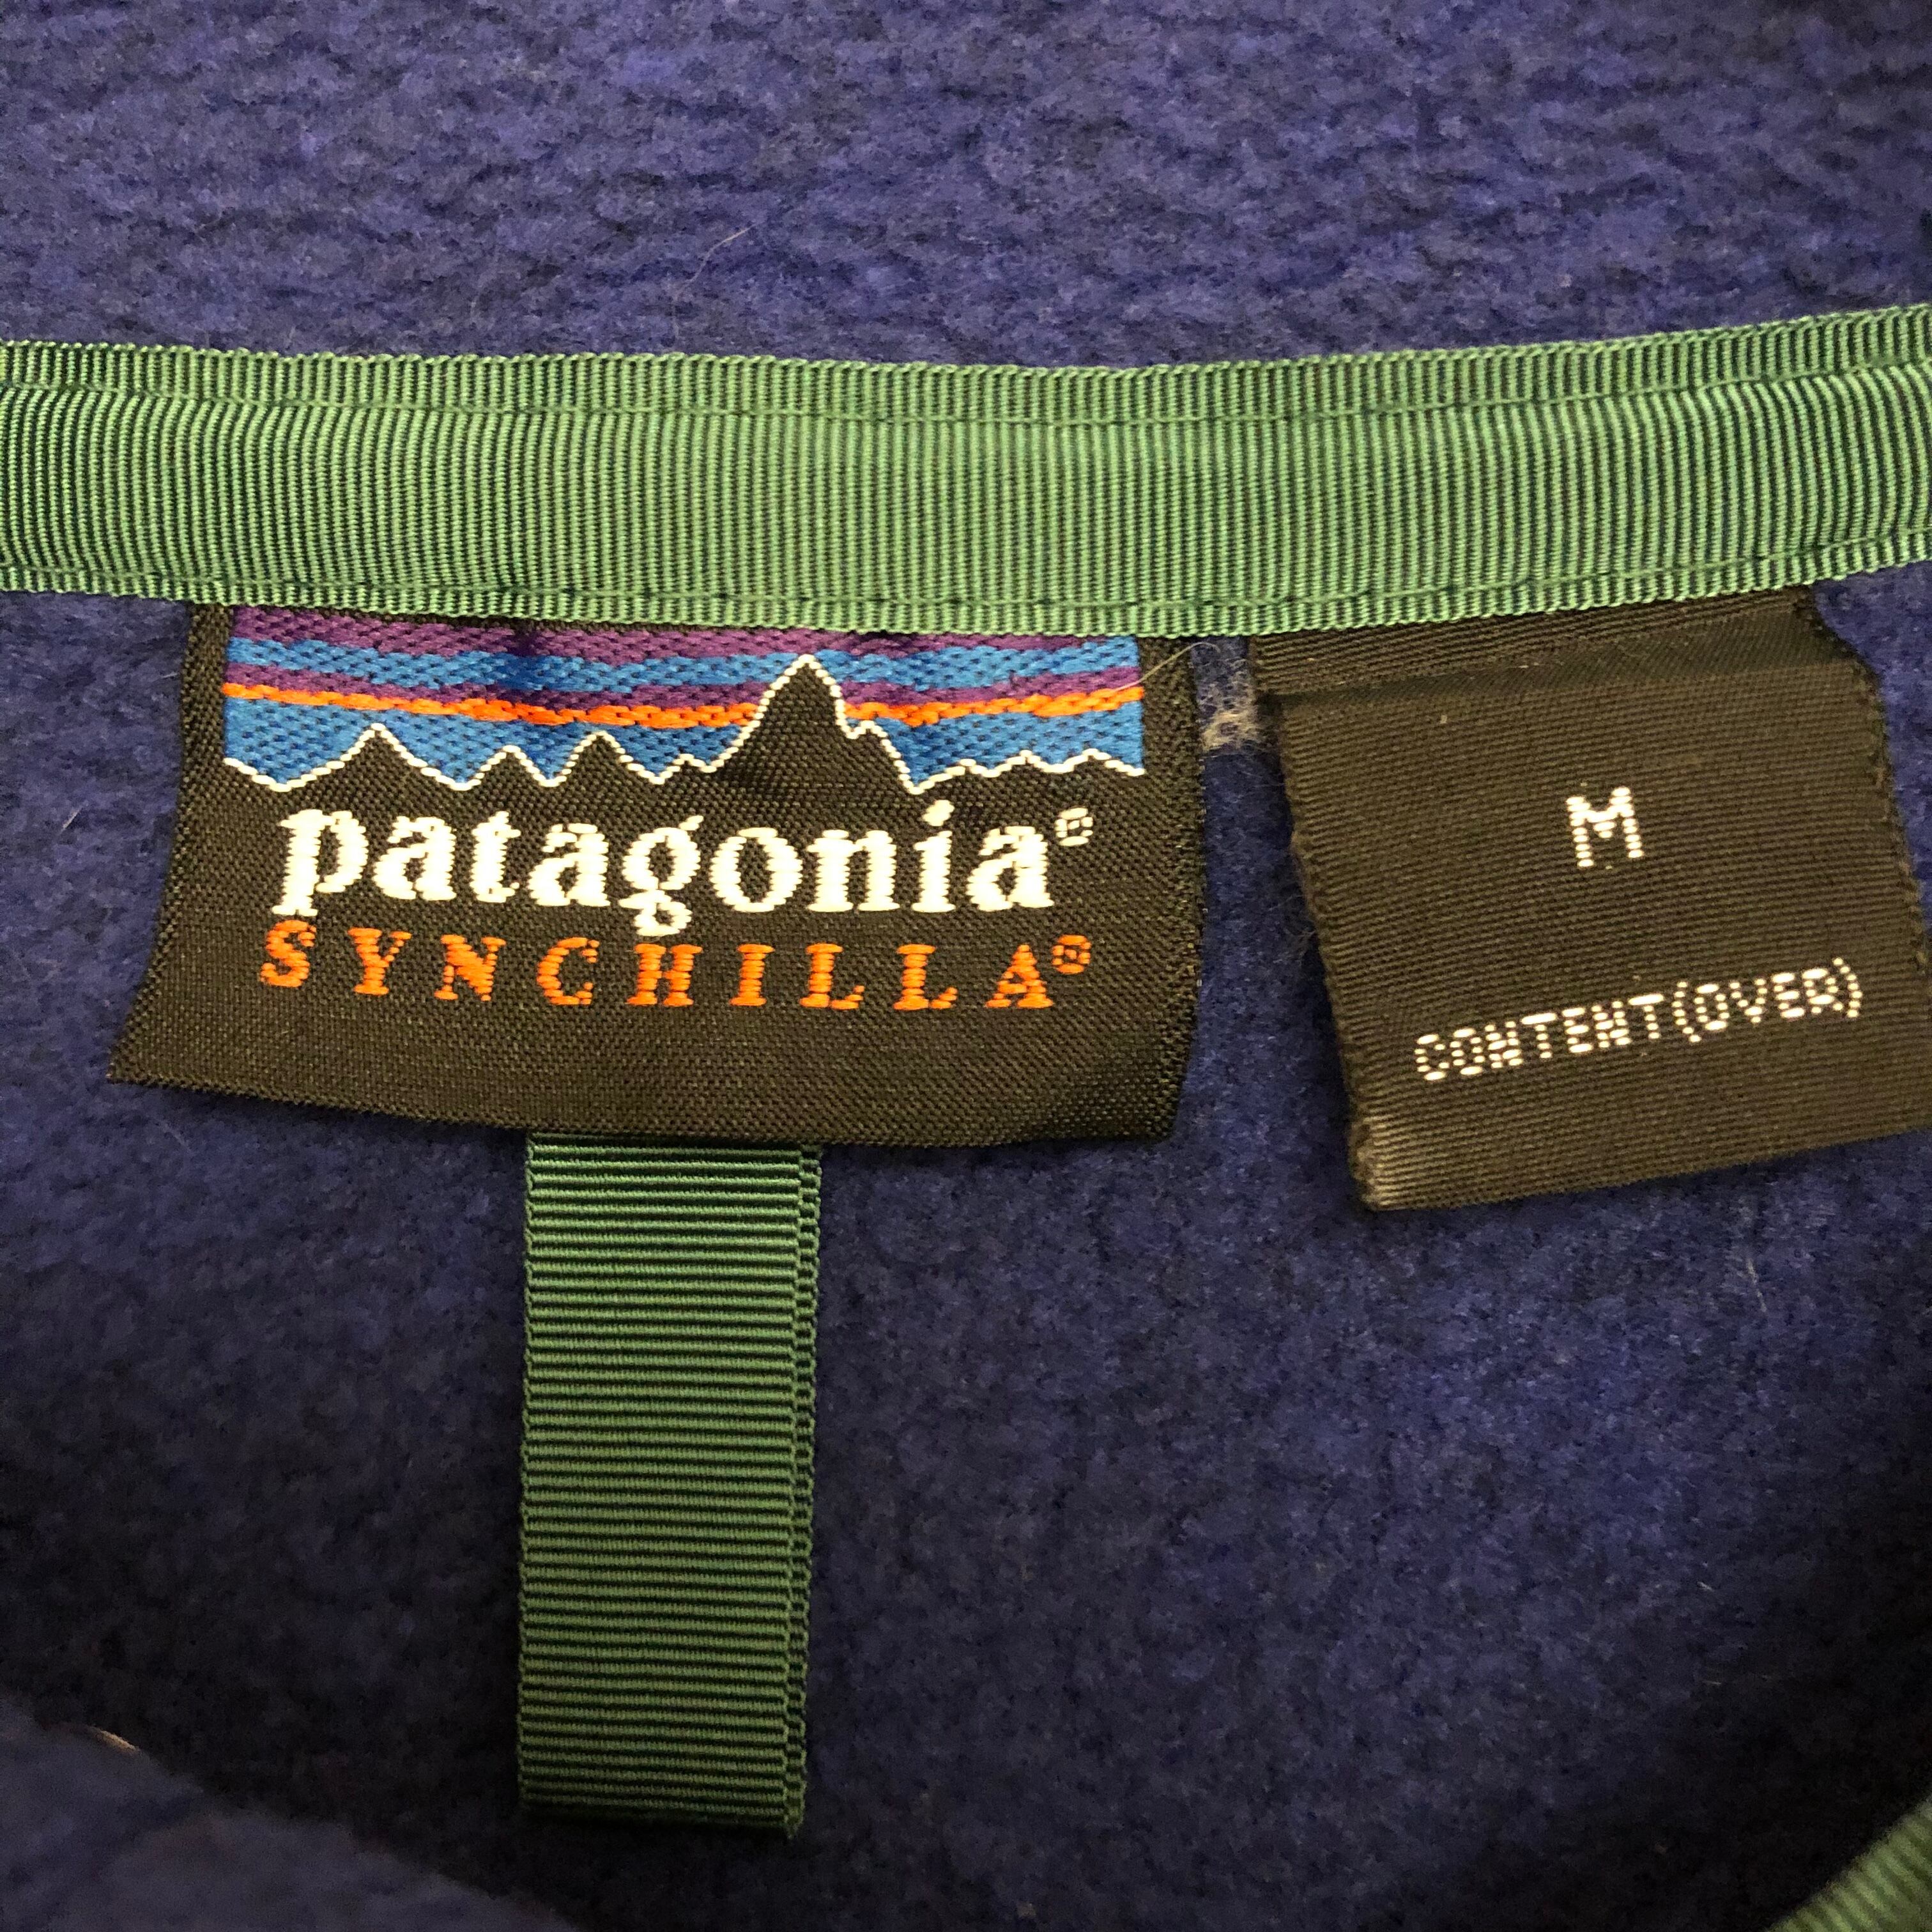 patagonia®
SYNCHILLA®
M
CONTENT(OVER)